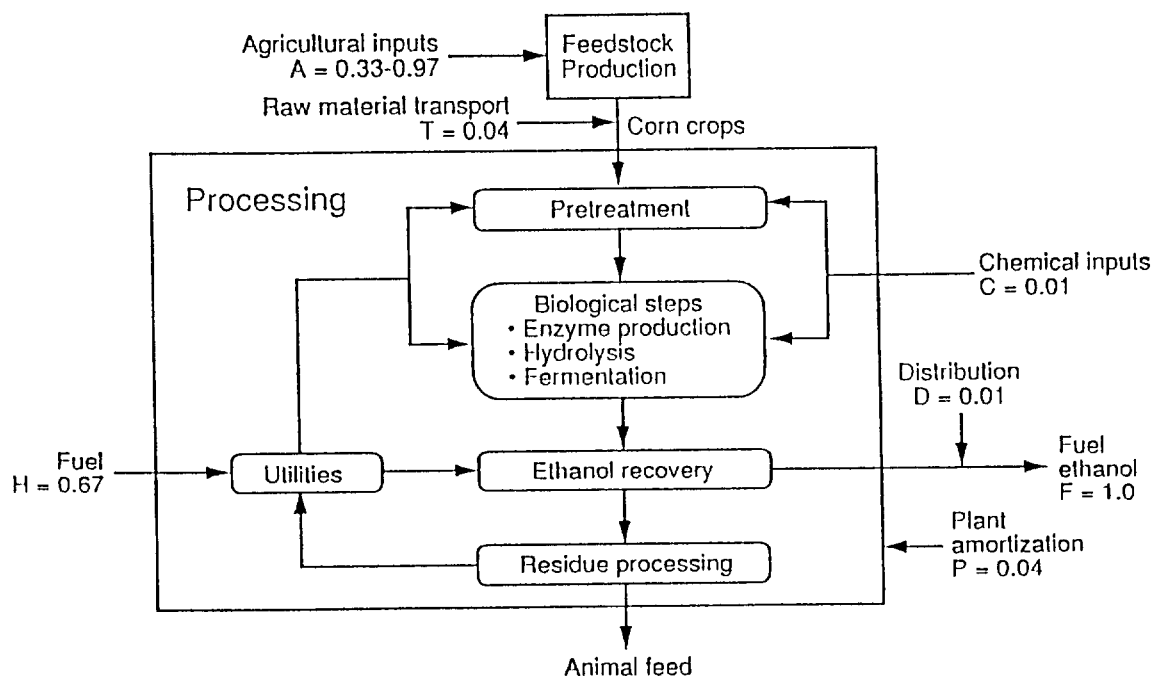 Agricultural inputs
A = 0.33-0.97
Feedstock
Production
Raw material transport
T = 0.04
Corn crops
Processing
Pretreatment
Chemical inputs
C = 0.01
Biological steps
• Enzyme production
• Hydrolysis
• Fermentation
Distribution
D = 0.01
Fuel
H = 0.67
Utilities
Ethanol recovery
Fuel
ethanol
F = 1.0
Plant
amortization
P = 0.04
Residue processing
Animal feed